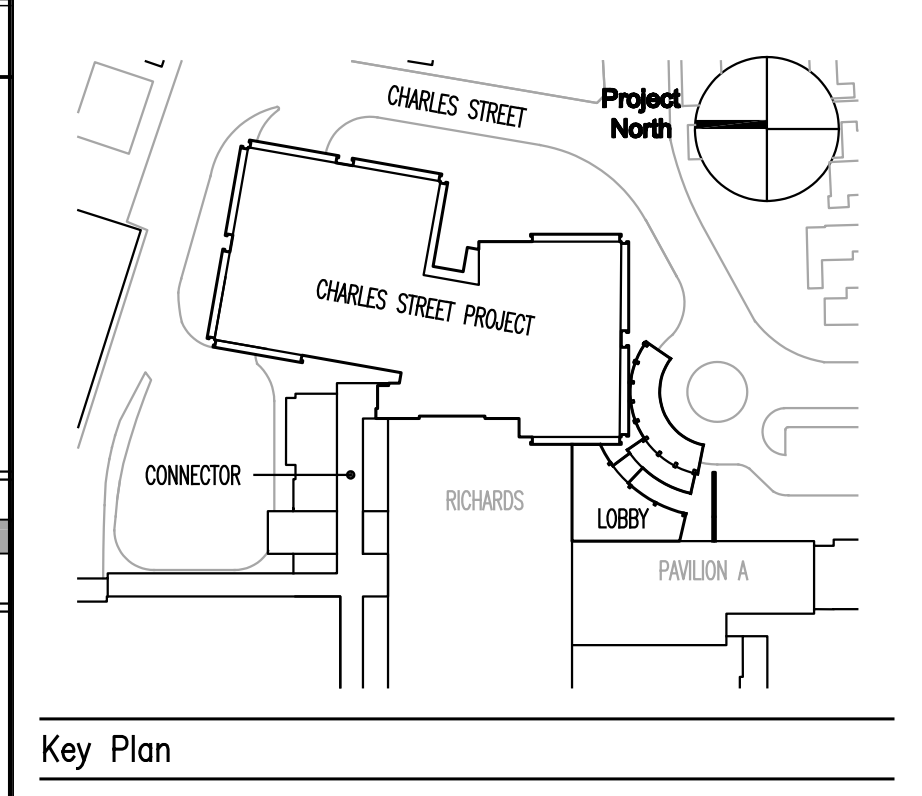 CHARLES STREET
Project
North
CHARLES STREET PROJECT
CONNECTOR
RICHARDS
LOBBY
PAVILION A
Key Plan